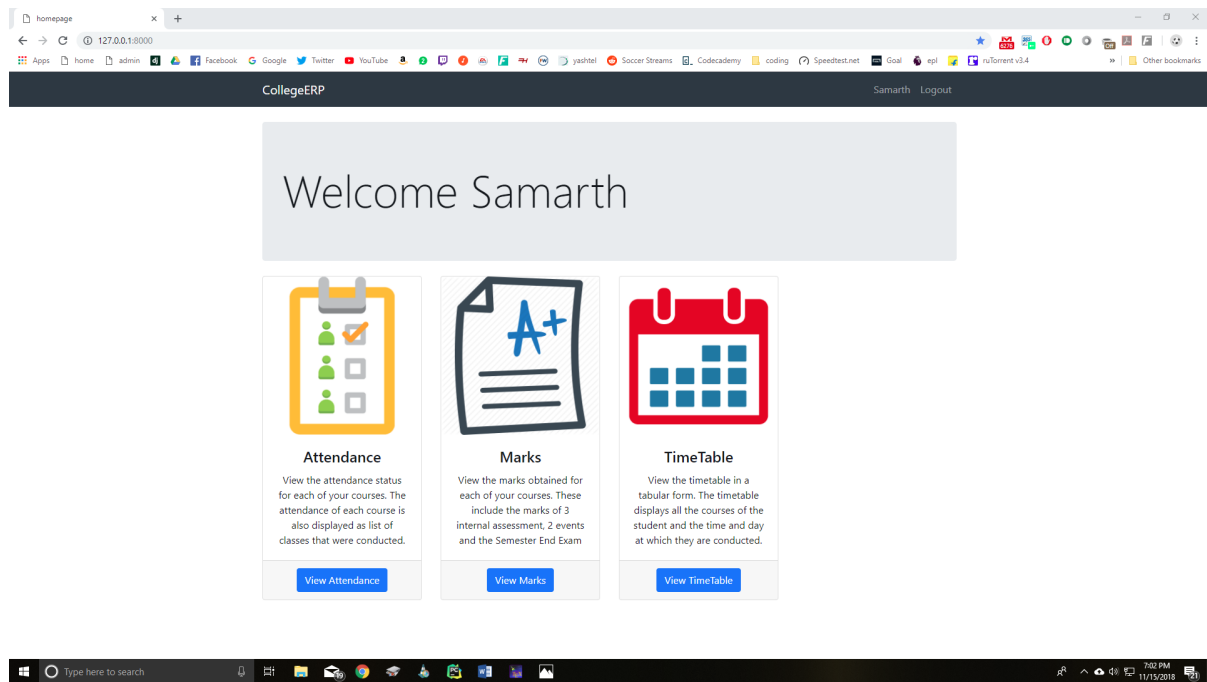 homepage
127.0.0.1:8000
Apps home admin dj Facebook Google Twitter YouTube yashtel Soccer Streams Codecademy coding Speedtest.net Goal epl ruTorrent v3.4 » Other bookmarks
6276
Off
CollegeERP Samarth Logout
Welcome Samarth
A+
Attendance
View the attendance status
for each of your courses. The
attendance of each course is
also displayed as list of
classes that were conducted.
View Attendance
Marks
View the marks obtained for
each of your courses. These
include the marks of 3
internal assessment, 2 events
and the Semester End Exam
View Marks
TimeTable
View the timetable in a
tabular form. The timetable
displays all the courses of the
student and the time and day
at which they are conducted.
View TimeTable
Type here to search
7:02 PM
11/15/2018